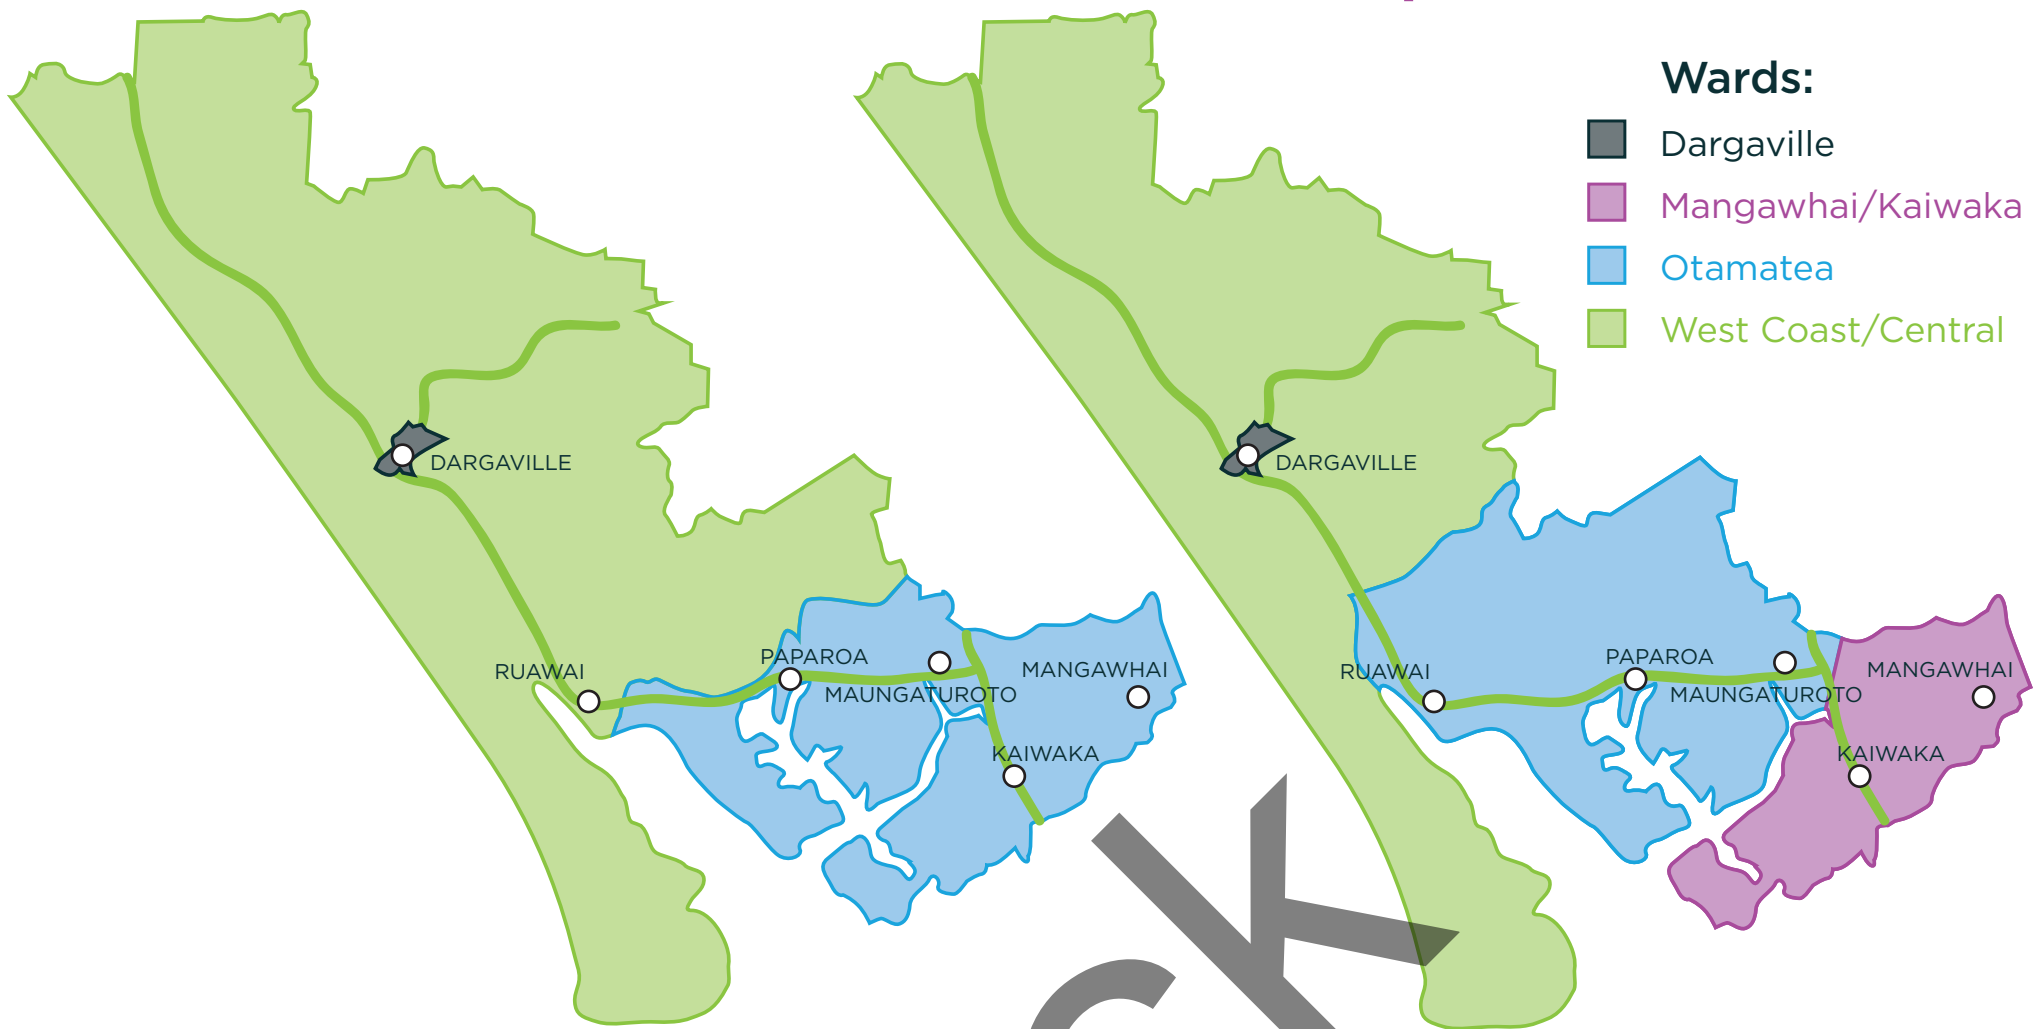 DARGAVILLE
RUAWAI
PAPAROA
MAUNGATUROTO
MANGAWHAI
KAIWAKA
DARGAVILLE
RUAWAI
PAPAROA
MAUNGATUROTO
MANGAWHAI
KAIWAKA
Wards:
Dargaville
Mangawhai/Kaiwaka
Otamatea
West Coast/Central